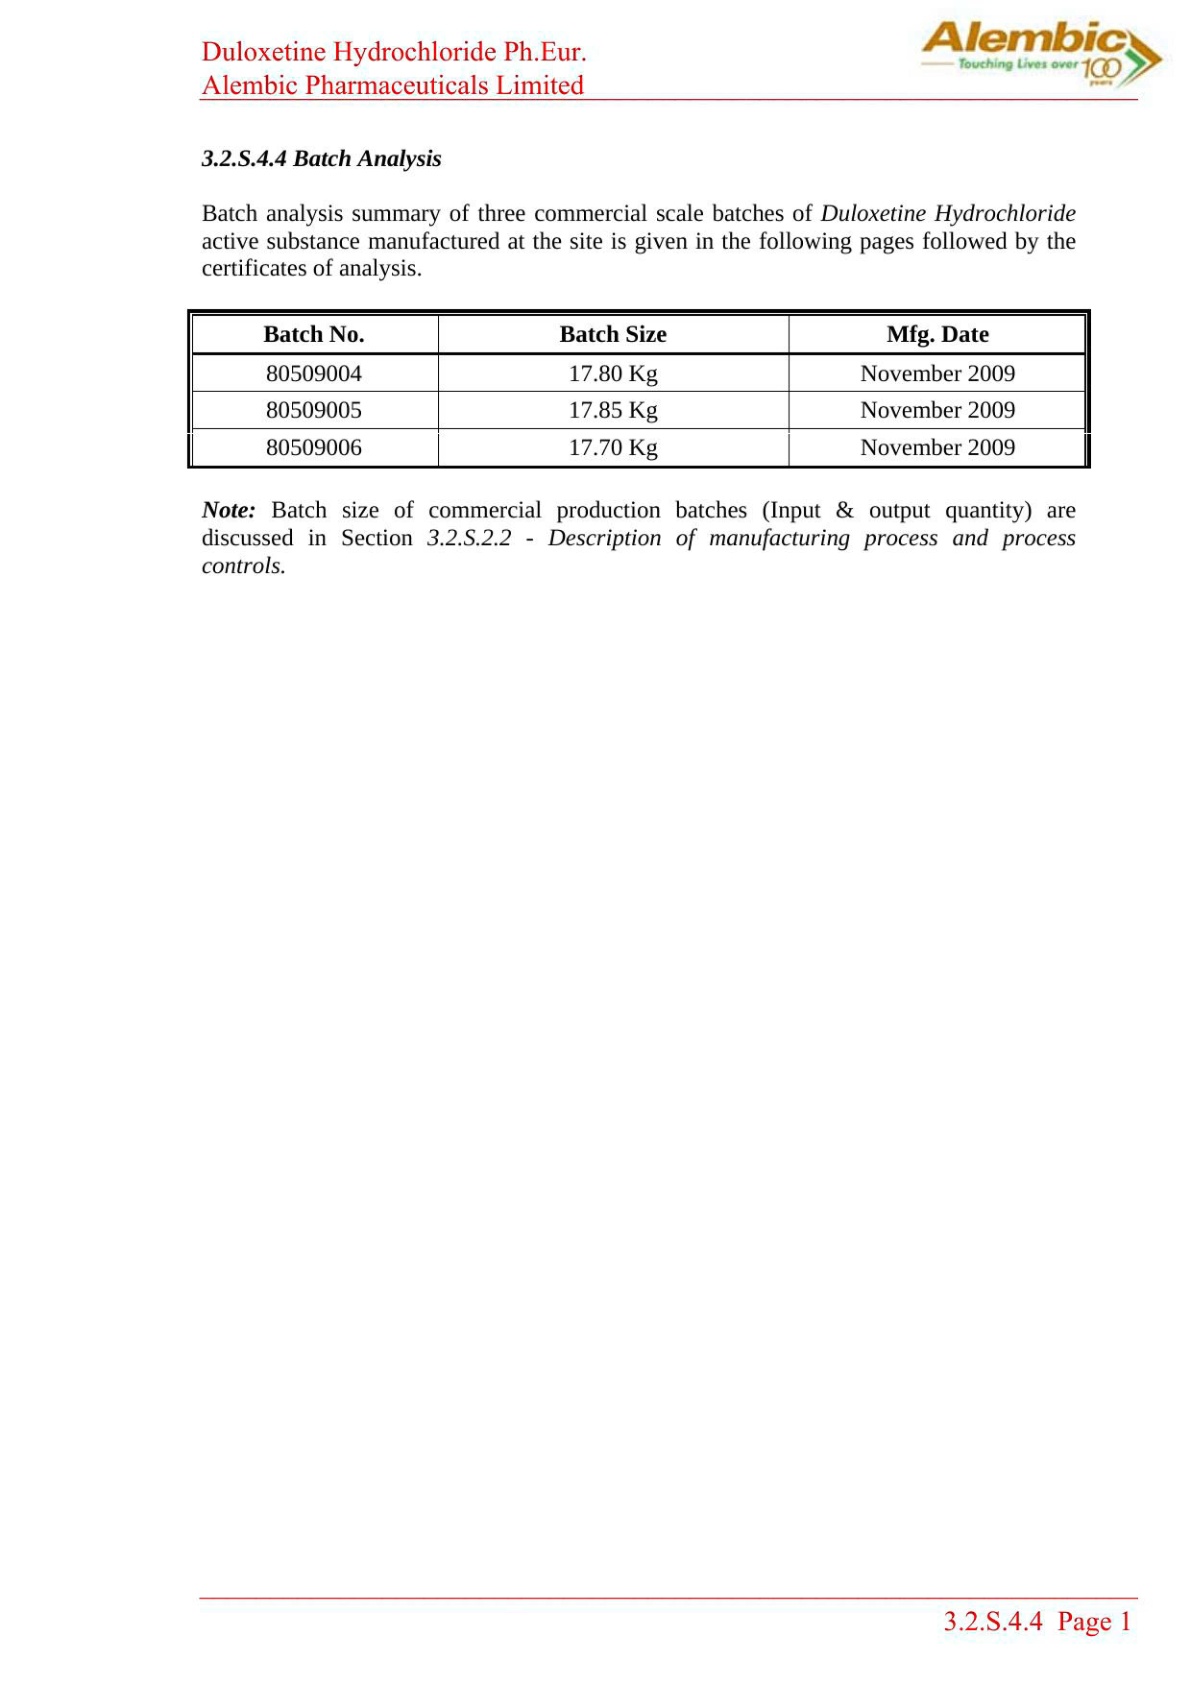 Duloxetine Hydrochloride Ph.Eur.
Alembic Pharmaceuticals Limited
Alembic
Touching Lives over 100
years
3.2.S.4.4 Batch Analysis
Batch analysis summary of three commercial scale batches of Duloxetine Hydrochloride
active substance manufactured at the site is given in the following pages followed by the
certificates of analysis.
Batch No. Batch Size Mfg. Date
80509004 17.80 Kg November 2009
80509005 17.85 Kg November 2009
80509006 17.70 Kg November 2009
Note: Batch size of commercial production batches (Input & output quantity) are
discussed in Section 3.2.S.2.2 - Description of manufacturing process and process
controls.
3.2.S.4.4 Page 1